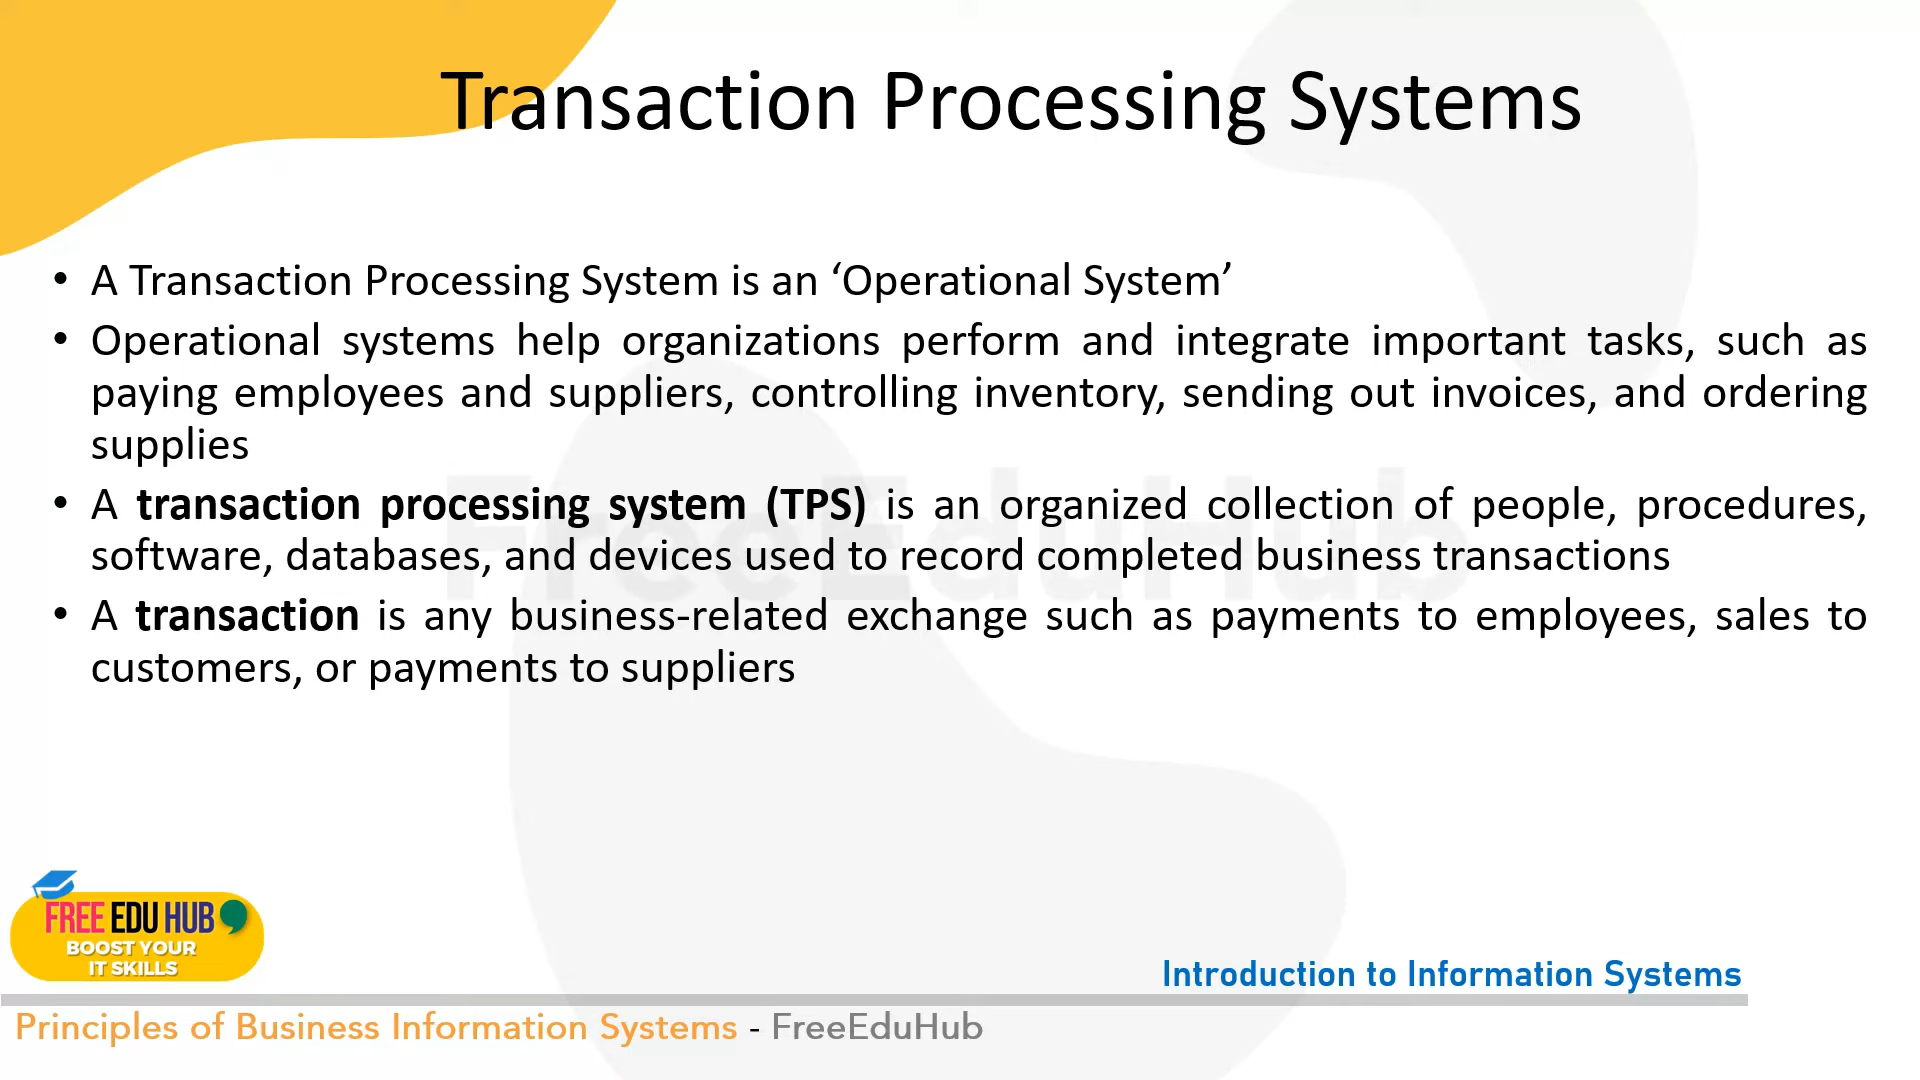 Transaction Processing Systems
• A Transaction Processing System is an ‘Operational System’
• Operational systems help organizations perform and integrate important tasks, such as
paying employees and suppliers, controlling inventory, sending out invoices, and ordering
supplies
• A transaction processing system (TPS) is an organized collection of people, procedures,
software, databases, and devices used to record completed business transactions
• A transaction is any business-related exchange such as payments to employees, sales to
customers, or payments to suppliers
FreeEduHub
FREE EDU HUB
BOOST YOUR
IT SKILLS
Introduction to Information Systems
Principles of Business Information Systems - FreeEduHub